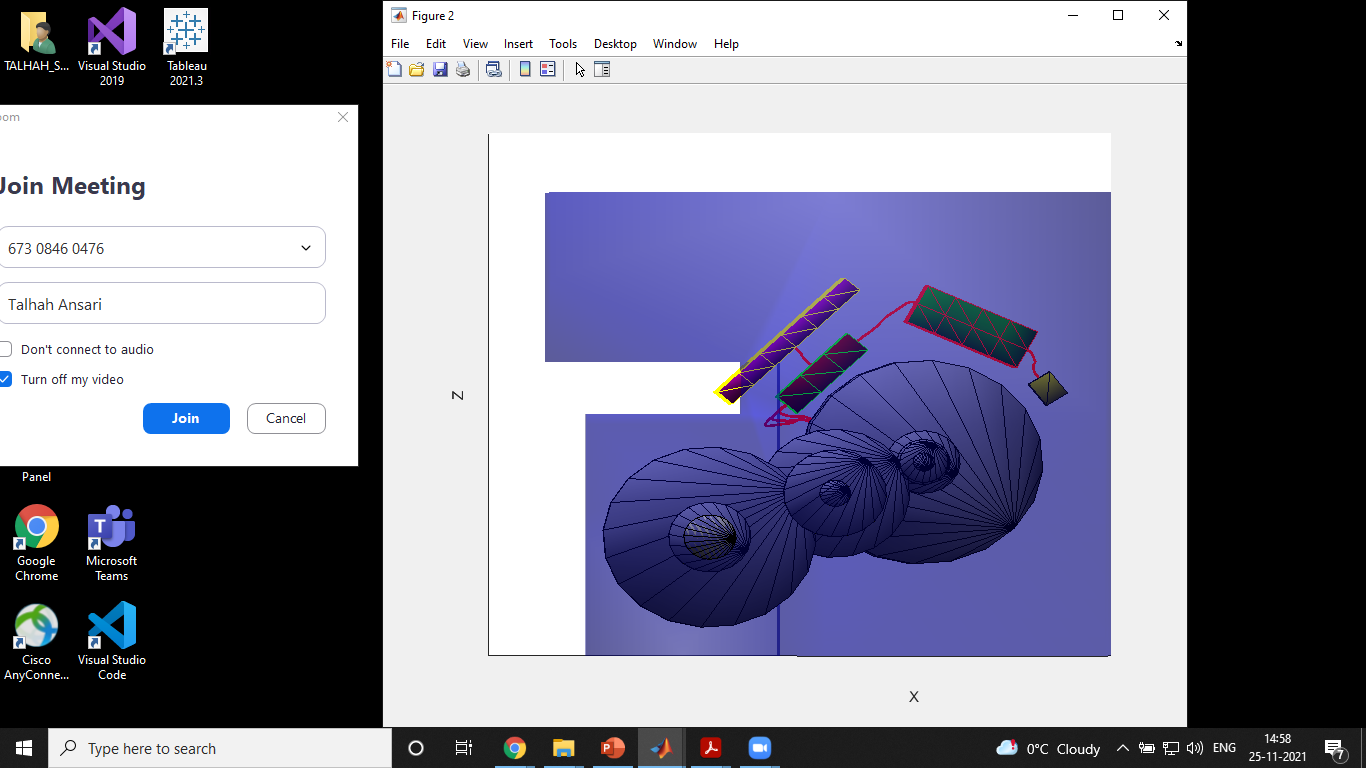 TALHAH_S...
Visual Studio
2019
Tableau
2021.3
oom
Join Meeting
673 0846 0476
Talhah Ansari
Don't connect to audio
Turn off my video
Join
Cancel
Panel
Google
Chrome
Microsoft
Teams
Cisco
AnyConne...
Visual Studio
Code
Figure 2
File Edit View Insert Tools Desktop Window Help
Z
X
Type here to search
0°C Cloudy
ENG
14:58
25-11-2021
7